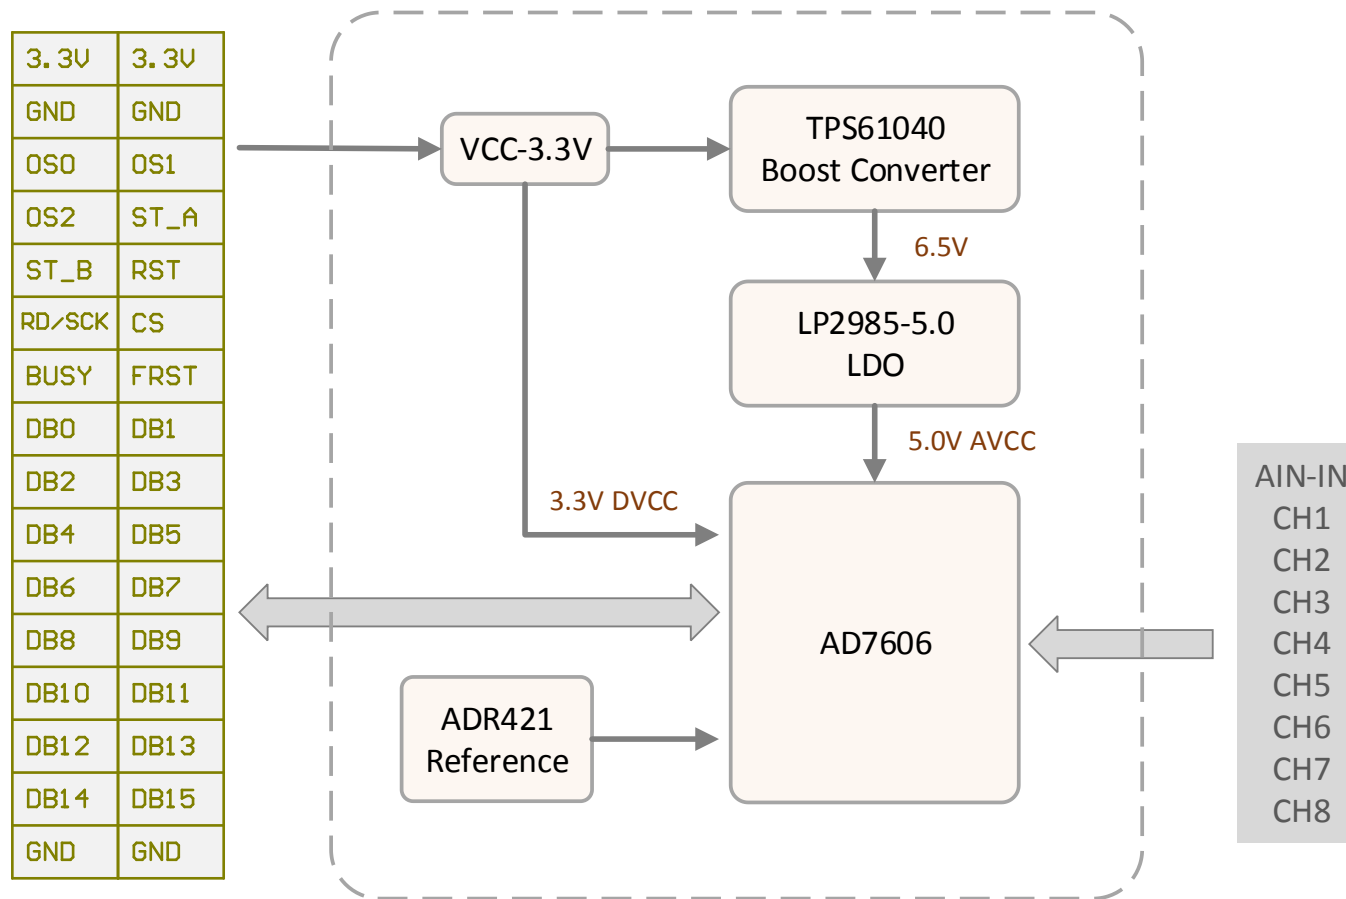 3.3V 3.3V
GND GND
OS0 OS1
OS2 ST_A
ST_B RST
RD/SCK CS
BUSY FRST
DB0 DB1
DB2 DB3
DB4 DB5
DB6 DB7
DB8 DB9
DB10 DB11
DB12 DB13
DB14 DB15
GND GND
VCC-3.3V
TPS61040
Boost Converter
6.5V
LP2985-5.0
LDO
5.0V AVCC
3.3V DVCC
AD7606
ADR421
Reference
AIN-IN
CH1
CH2
CH3
CH4
CH5
CH6
CH7
CH8